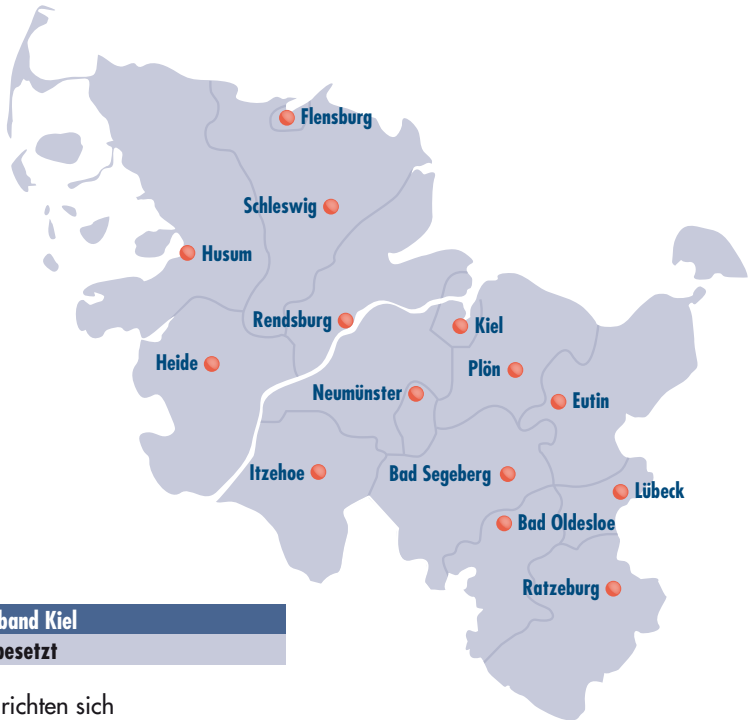 Flensburg
Schleswig
Husum
Rendsburg
Kiel
Heide
Plön
Neumünster
Eutin
Itzehoe
Bad Segeberg
Lübeck
Bad Oldesloe
Ratzeburg
band Kiel
besetzt
richten sich